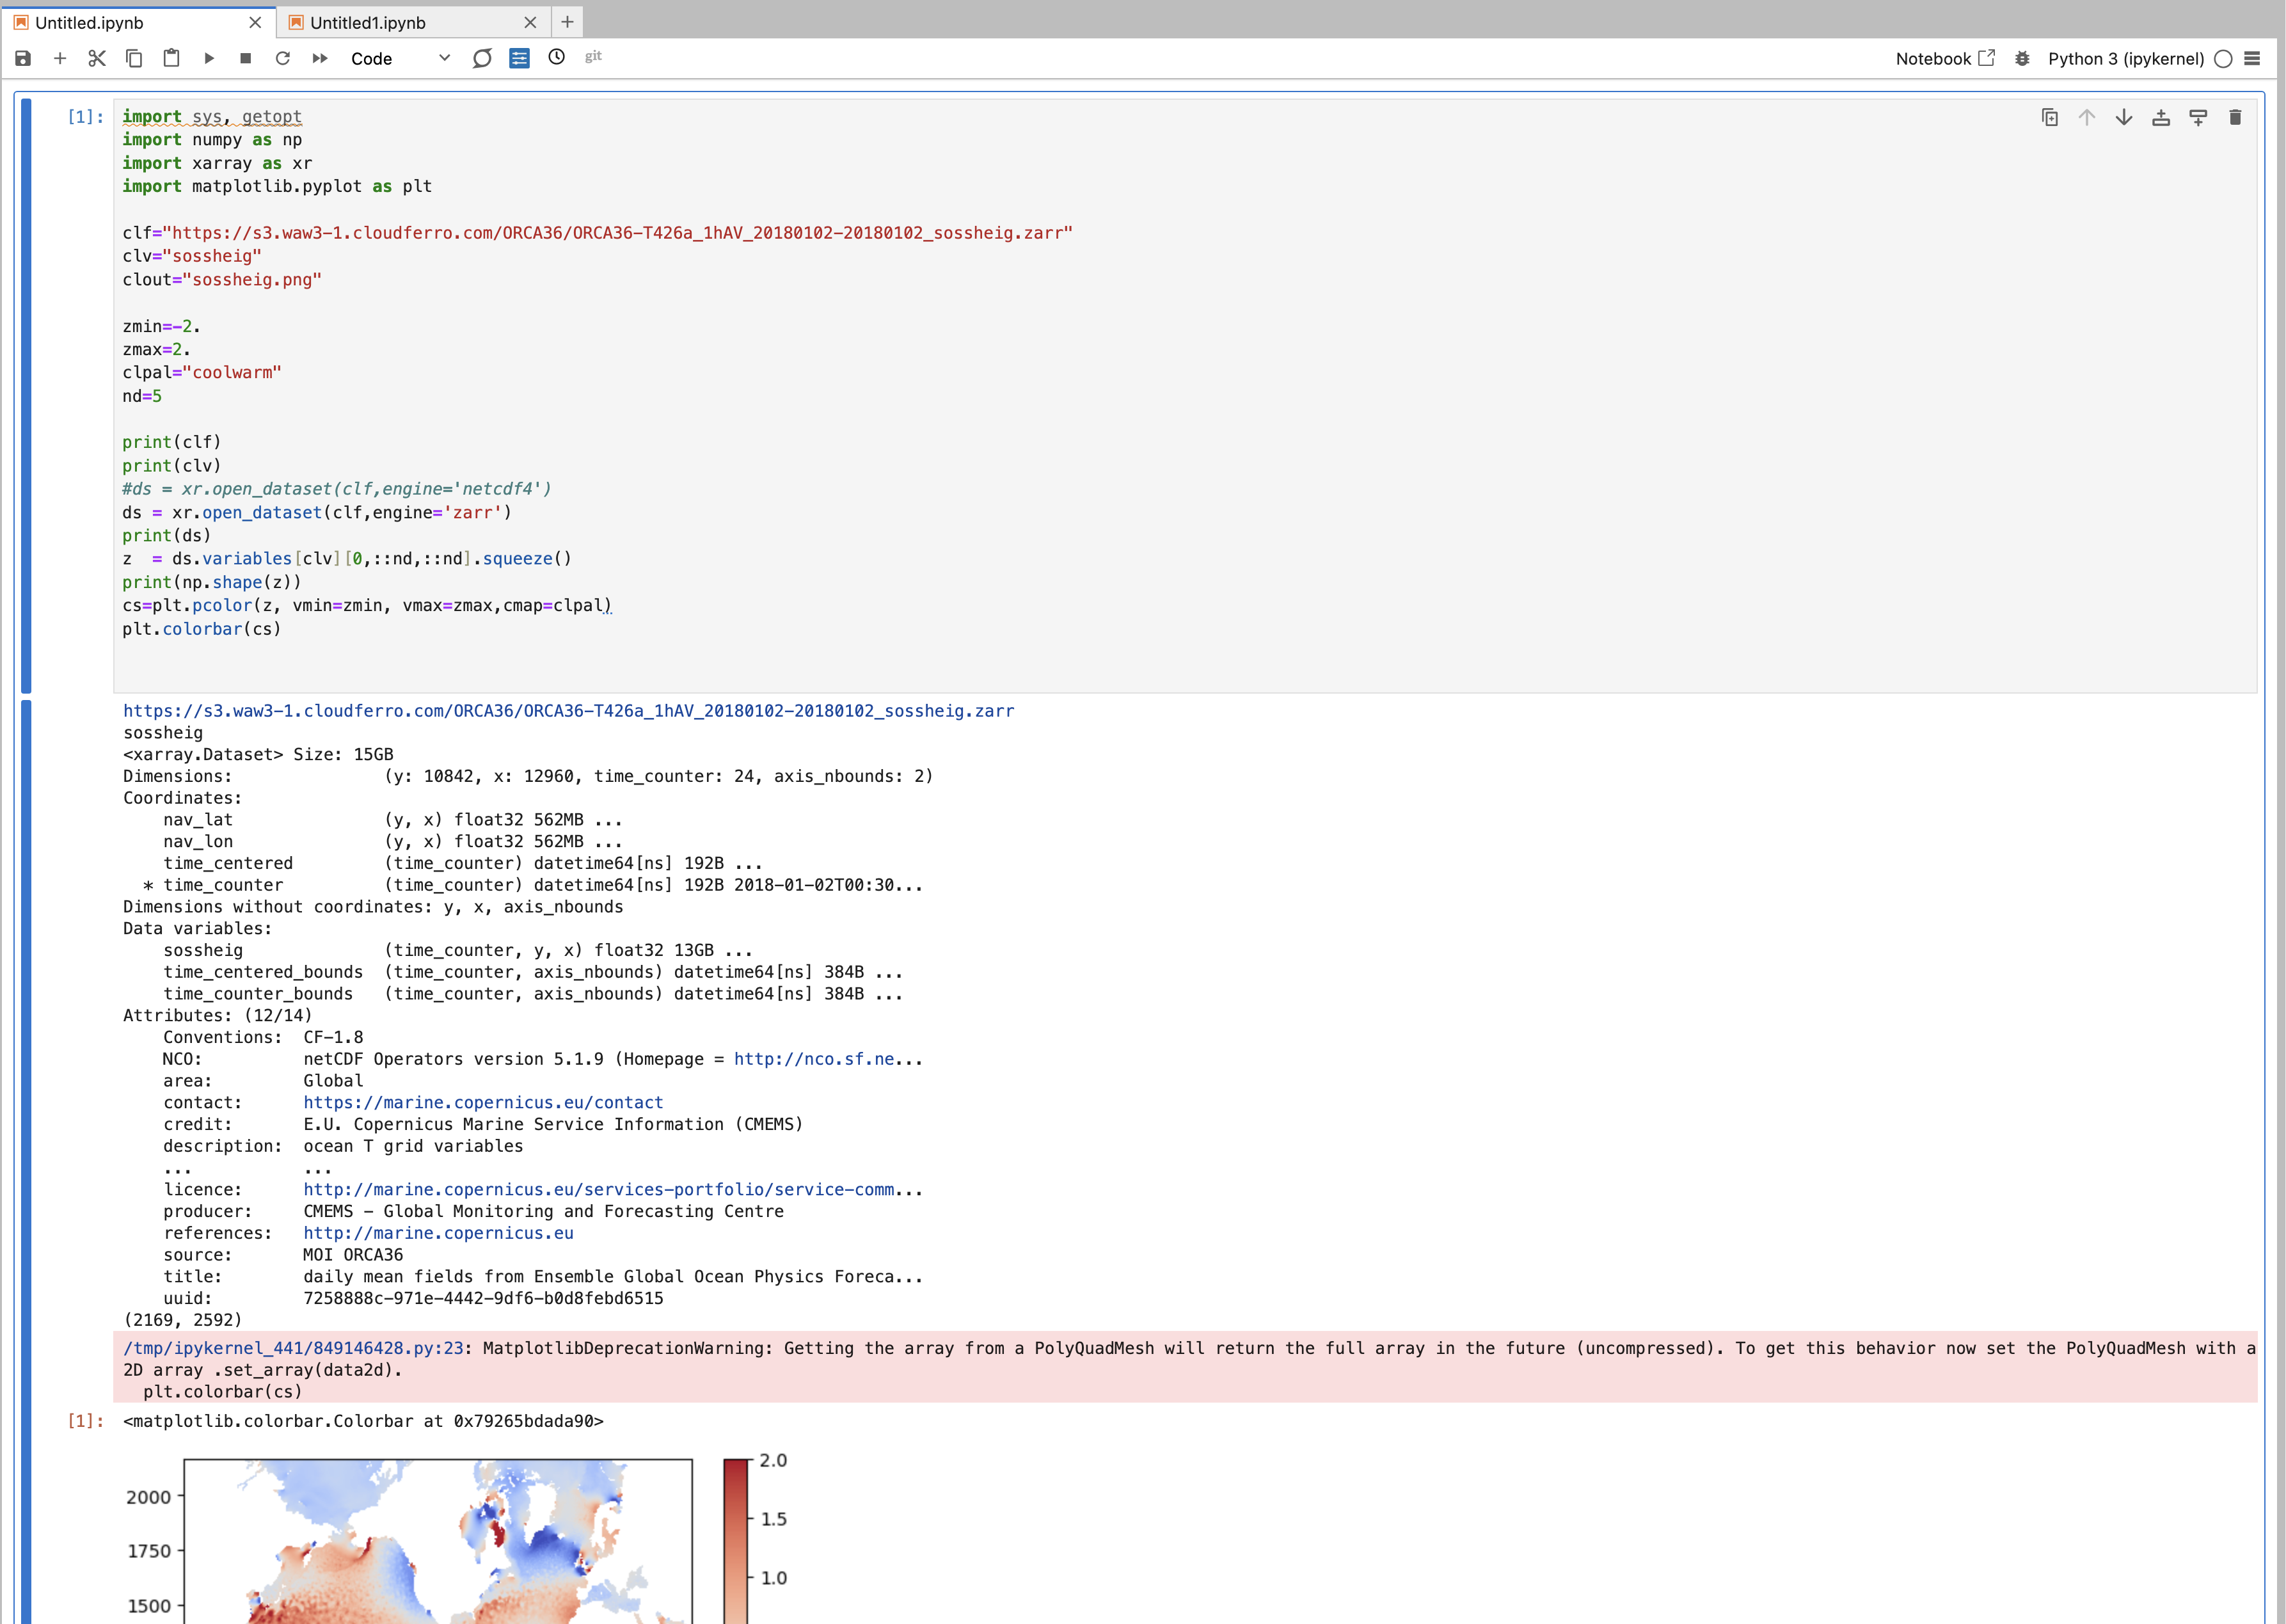 Untitled.ipynb
Untitled1.ipynb
Code
git
Notebook
Python 3 (ipykernel)
[1]:
import sys, getopt
import numpy as np
import xarray as xr
import matplotlib.pyplot as plt
clf="https://s3.waw3-1.cloudferro.com/ORCA36/ORCA36-T426a_1hAV_20180102-20180102_sossheig.zarr"
clv="sossheig"
clout="sossheig.png"
zmin=-2.
zmax=2.
clpal="coolwarm"
nd=5
print(clf)
print(clv)
#ds = xr.open_dataset(clf,engine='netcdf4')
ds = xr.open_dataset(clf,engine='zarr')
print(ds)
z  = ds.variables[clv][0,::nd,::nd].squeeze()
print(np.shape(z))
cs=plt.pcolor(z, vmin=zmin, vmax=zmax,cmap=clpal)
plt.colorbar(cs)
https://s3.waw3-1.cloudferro.com/ORCA36/ORCA36-T426a_1hAV_20180102-20180102_sossheig.zarr
sossheig
<xarray.Dataset> Size: 15GB
Dimensions:               (y: 10842, x: 12960, time_counter: 24, axis_nbounds: 2)
Coordinates:
    nav_lat               (y, x) float32 562MB ...
    nav_lon               (y, x) float32 562MB ...
    time_centered         (time_counter) datetime64[ns] 192B ...
  * time_counter          (time_counter) datetime64[ns] 192B 2018-01-02T00:30...
Dimensions without coordinates: y, x, axis_nbounds
Data variables:
    sossheig              (time_counter, y, x) float32 13GB ...
    time_centered_bounds  (time_counter, axis_nbounds) datetime64[ns] 384B ...
    time_counter_bounds   (time_counter, axis_nbounds) datetime64[ns] 384B ...
Attributes: (12/14)
    Conventions:  CF-1.8
    NCO:          netCDF Operators version 5.1.9 (Homepage = http://nco.sf.ne...
    area:         Global
    contact:      https://marine.copernicus.eu/contact
    credit:       E.U. Copernicus Marine Service Information (CMEMS)
    description:  ocean T grid variables
    ...           ...
    licence:      http://marine.copernicus.eu/services-portfolio/service-comm...
    producer:     CMEMS - Global Monitoring and Forecasting Centre
    references:   http://marine.copernicus.eu
    source:       MOI ORCA36
    title:        daily mean fields from Ensemble Global Ocean Physics Foreca...
    uuid:         7258888c-971e-4442-9df6-b0d8febd6515
(2169, 2592)
/tmp/ipykernel_441/849146428.py:23: MatplotlibDeprecationWarning: Getting the array from a PolyQuadMesh will return the full array in the future (uncompressed). To get this behavior now set the PolyQuadMesh with a
2D array .set_array(data2d).
  plt.colorbar(cs)
[1]:
<matplotlib.colorbar.Colorbar at 0x79265bdada90>
2000
1750
1500
2.0
1.5
1.0